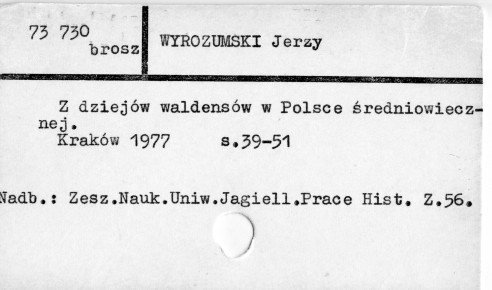 73 730
brosz
WYROZUMSKI Jerzy
Z dziejów waldensów w Polsce średniowiecz-
nej.
Kraków 1977 s.39-51
Nadb.: Zesz.Nauk.Uniw.Jagiell.Prace Hist. Z.56.